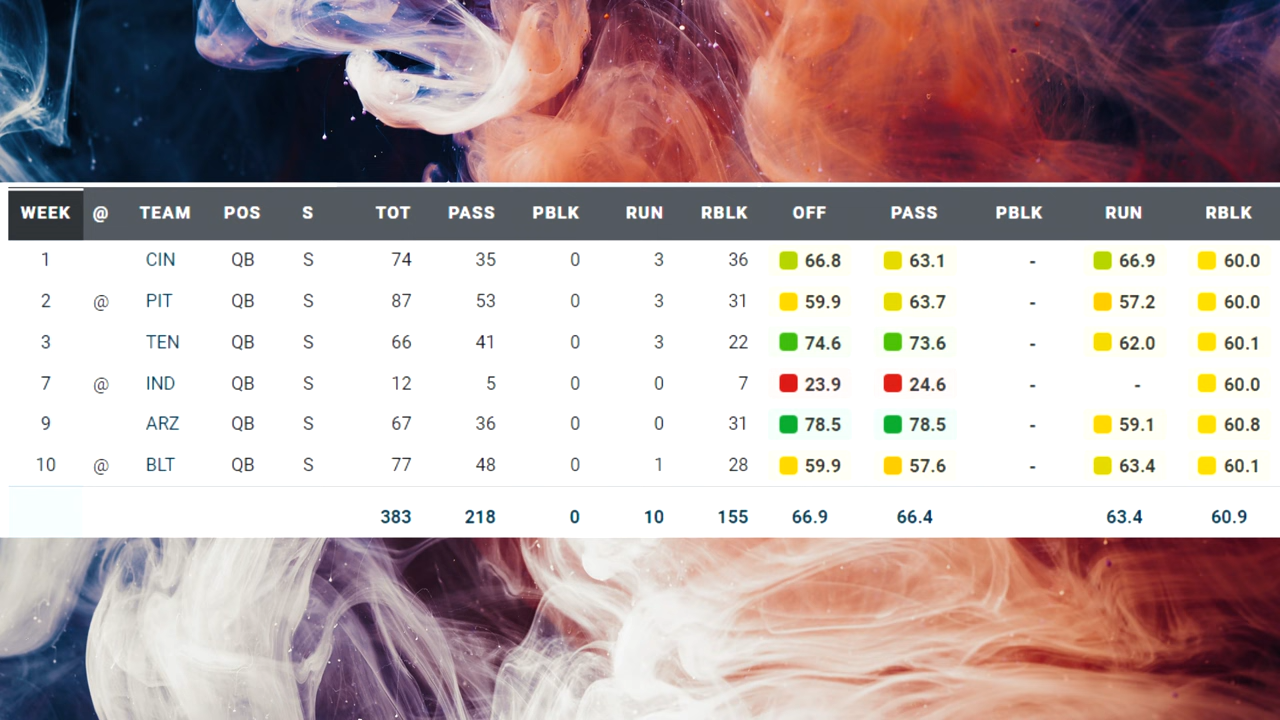 WEEK @ TEAM POS S TOT PASS PBLK RUN RBLK OFF PASS PBLK RUN RBLK
1 CIN QB S 74 35 0 3 36 66.8 63.1 - 66.9 60.0
2 @ PIT QB S 87 53 0 3 31 59.9 63.7 - 57.2 60.0
3 TEN QB S 66 41 0 3 22 74.6 73.6 - 62.0 60.1
7 @ IND QB S 12 5 0 0 7 23.9 24.6 - - 60.0
9 ARZ QB S 67 36 0 0 31 78.5 78.5 - 59.1 60.8
10 @ BLT QB S 77 48 0 1 28 59.9 57.6 - 63.4 60.1
383 218 0 10 155 66.9 66.4 63.4 60.9